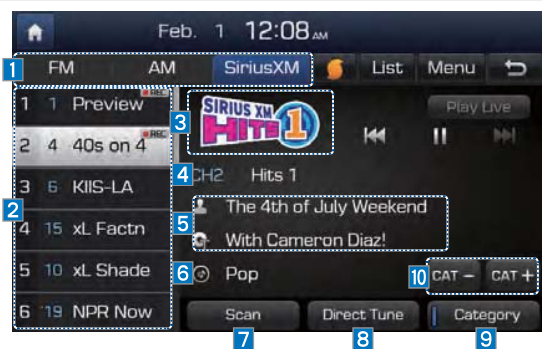 Feb. 1 12:08 AM
1 FM AM SiriusXM List Menu
1 1 Preview REC
2 4 40s on 4 REC
3 6 KIIS-LA
4 15 xL Factn
5 10 xL Shade
6 19 NPR Now
2
3 SIRIUS XM HITS 1
Play Live
4 CH2 Hits 1
5 The 4th of July Weekend
With Cameron Diaz!
6 Pop
10 CAT - CAT +
Scan Direct Tune Category
7 8 9